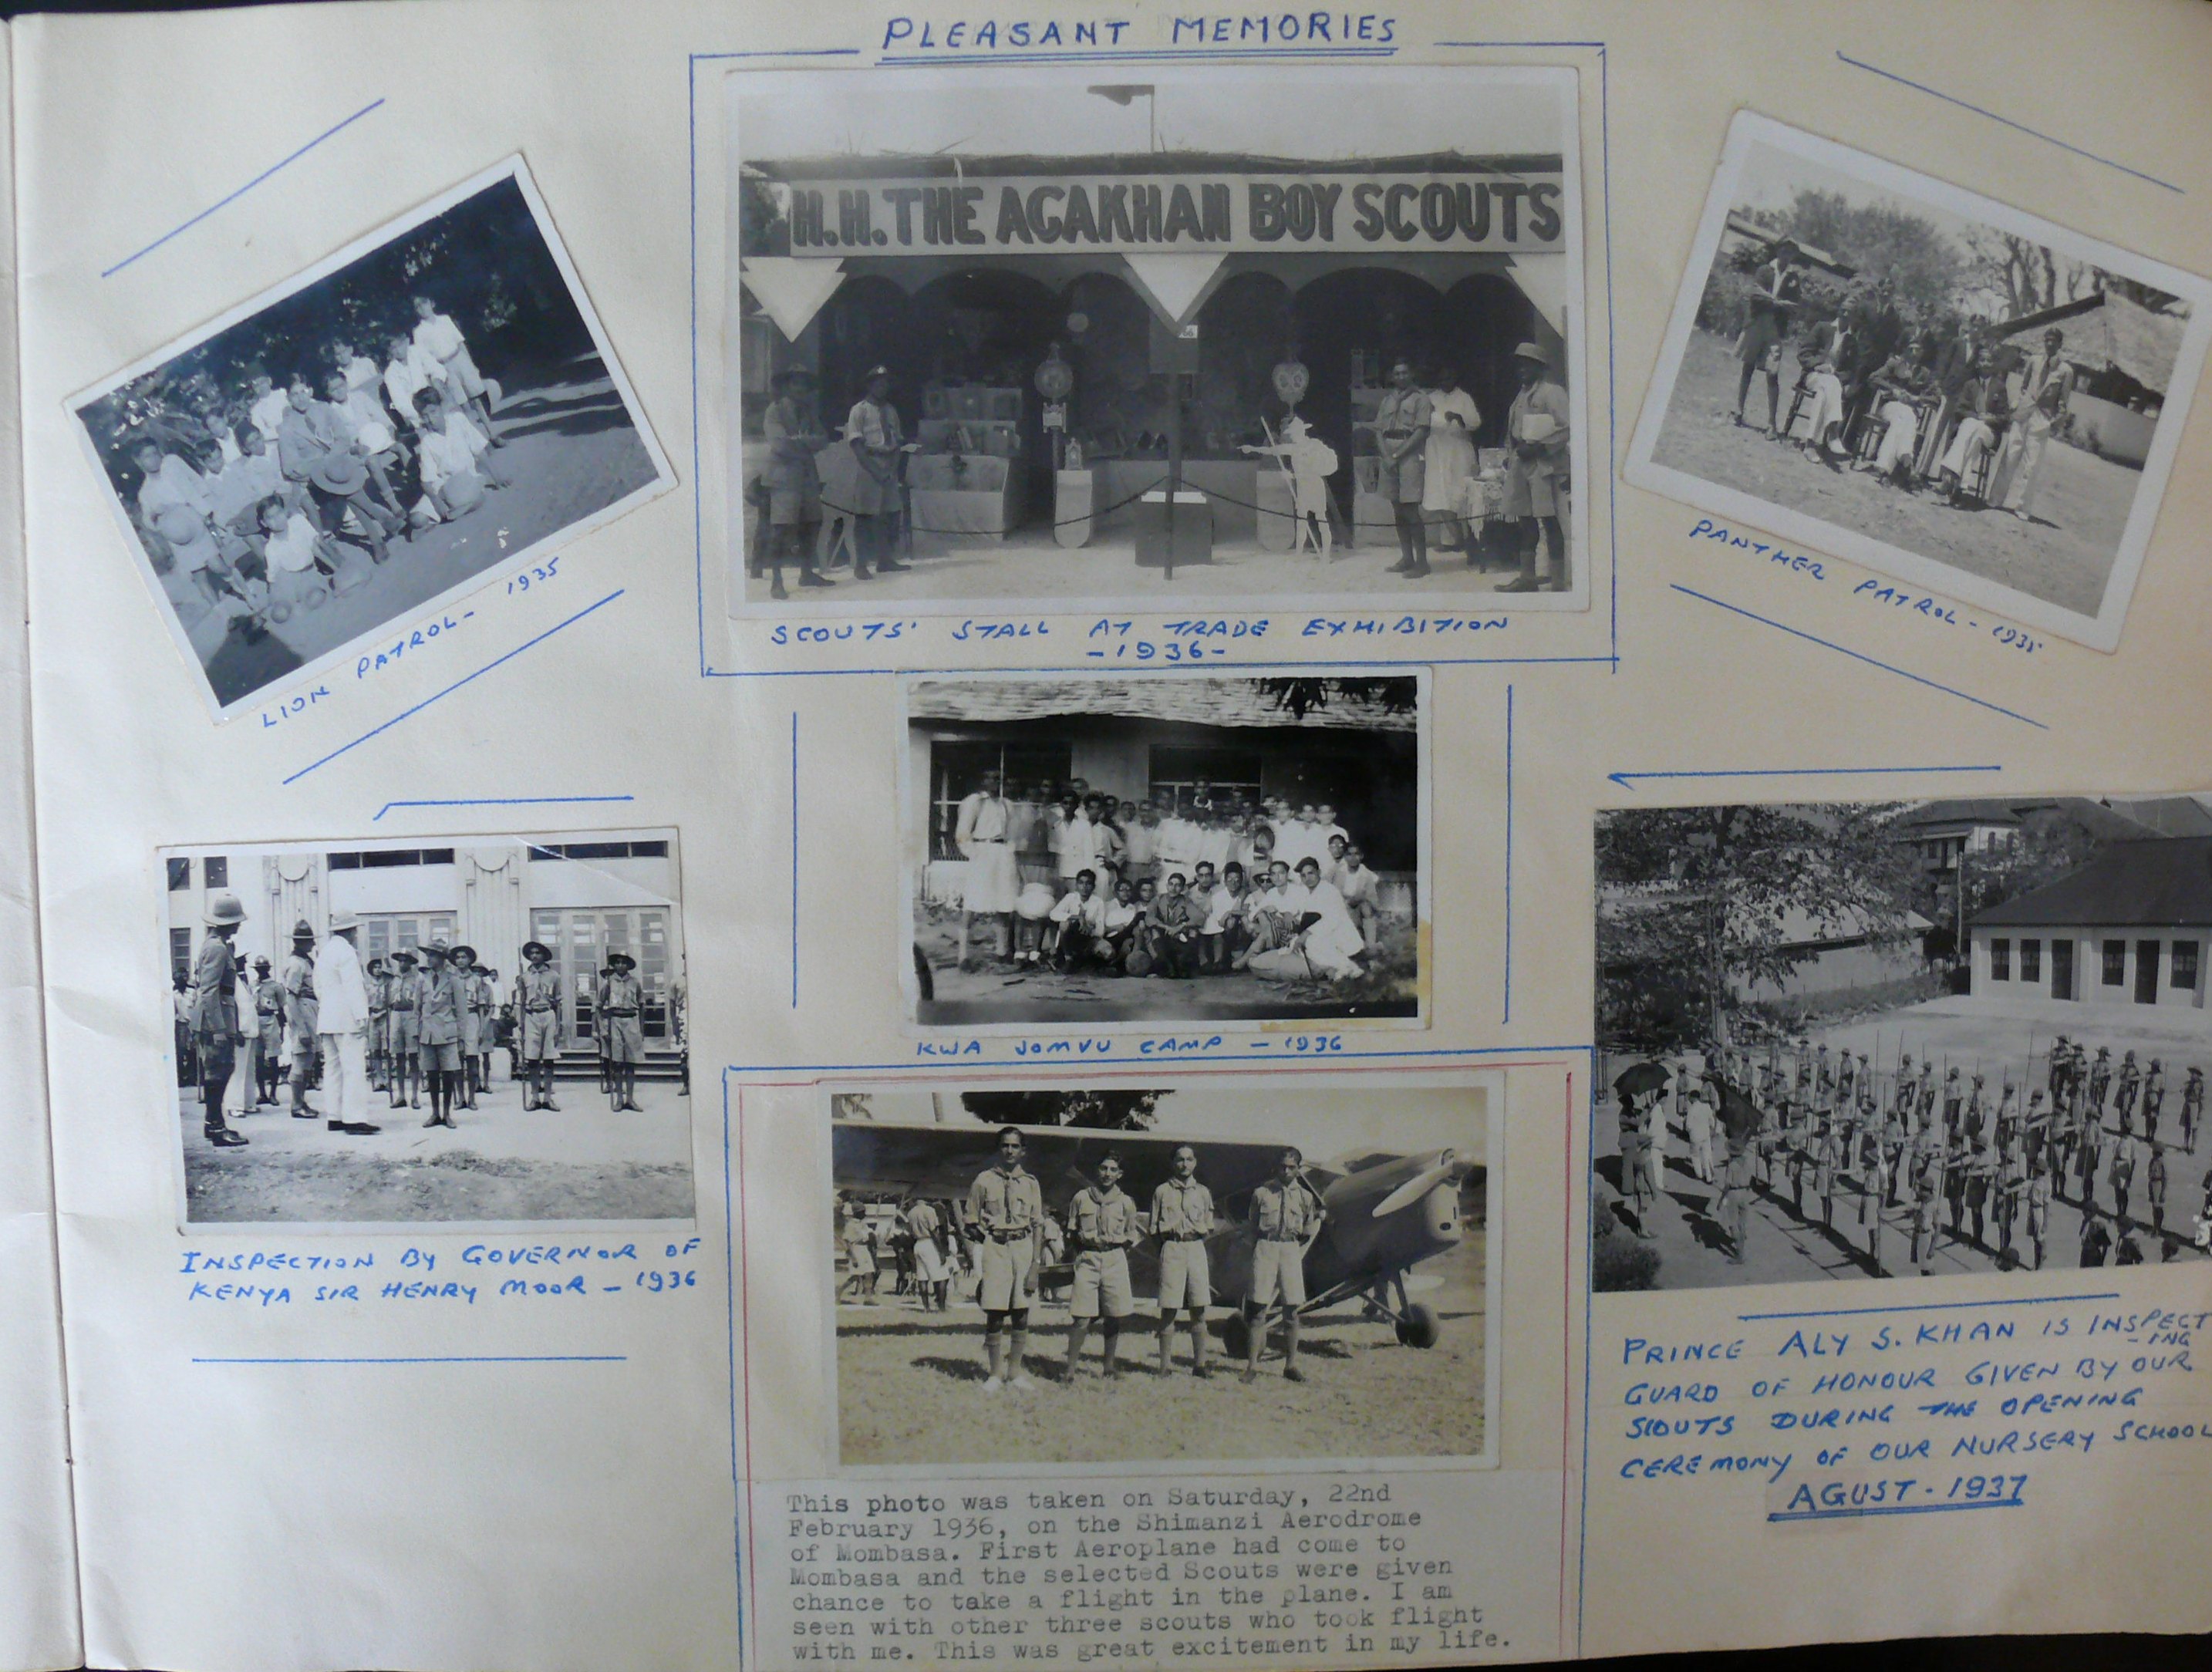 PLEASANT MEMORIES
H.H. THE AGAKHAN BOY SCOUTS
SCOUTS' STALL AT TRADE EXHIBITION
-1936-
LION PATROL- 1935
PANTHER PATROL - 1935
KWA JOMVU CAMP - 1936
INSPECTION BY GOVERNOR OF
KENYA SIR HENRY MOOR - 1936
This photo was taken on Saturday, 22nd
February 1936, on the Shimanzi Aerodrome
of Mombasa. First Aeroplane had come to
Mombasa and the selected Scouts were given
chance to take a flight in the plane. I am
seen with other three scouts who took flight
with me. This was great excitement in my life.
PRINCE ALY S. KHAN IS INSPECT
-ING
GUARD OF HONOUR GIVEN BY OUR
SCOUTS DURING THE OPENING
CEREMONY OF OUR NURSERY SCHOOL
AGUST - 1937